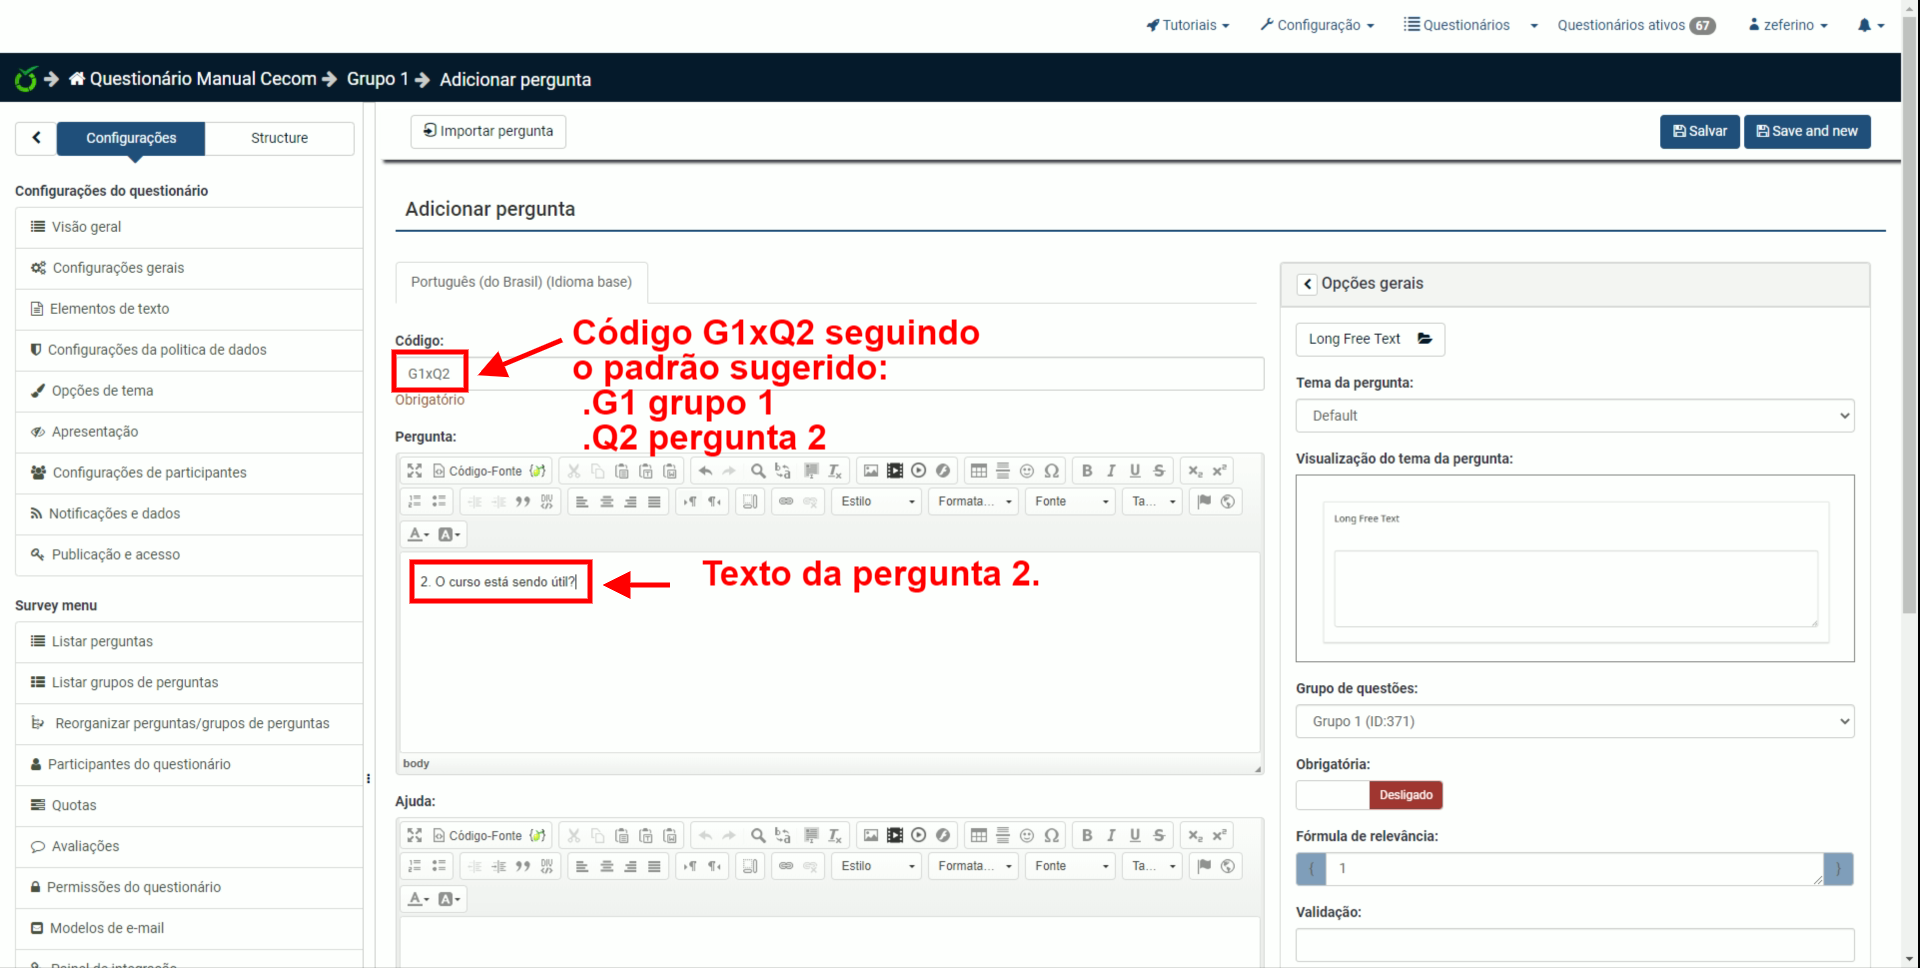 Tutoriais
Configuração
Questionários
Questionários ativos 67
zeferino
Questionário Manual Cecom
Grupo 1
Adicionar pergunta
Configurações
Structure
Importar pergunta
Salvar
Save and new
Configurações do questionário
Visão geral
Configurações gerais
Elementos de texto
Configurações da politica de dados
Opções de tema
Apresentação
Configurações de participantes
Notificações e dados
Publicação e acesso
Survey menu
Listar perguntas
Listar grupos de perguntas
Reorganizar perguntas/grupos de perguntas
Participantes do questionário
Quotas
Avaliações
Permissões do questionário
Modelos de e-mail
Painel de integração
Adicionar pergunta
Português (do Brasil) (Idioma base)
Código:
G1xQ2
Obrigatório
Código G1xQ2 seguindo
o padrão sugerido:
.G1 grupo 1
.Q2 pergunta 2
Pergunta:
Código-Fonte
Estilo
Formata...
Fonte
Ta...
2. O curso está sendo útil?
Texto da pergunta 2.
body
Ajuda:
Código-Fonte
Estilo
Formata...
Fonte
Ta...
Opções gerais
Long Free Text
Tema da pergunta:
Default
Visualização do tema da pergunta:
Long Free Text
Grupo de questões:
Grupo 1 (ID:371)
Obrigatória:
Desligado
Fórmula de relevância:
{ 1 }
Validação: